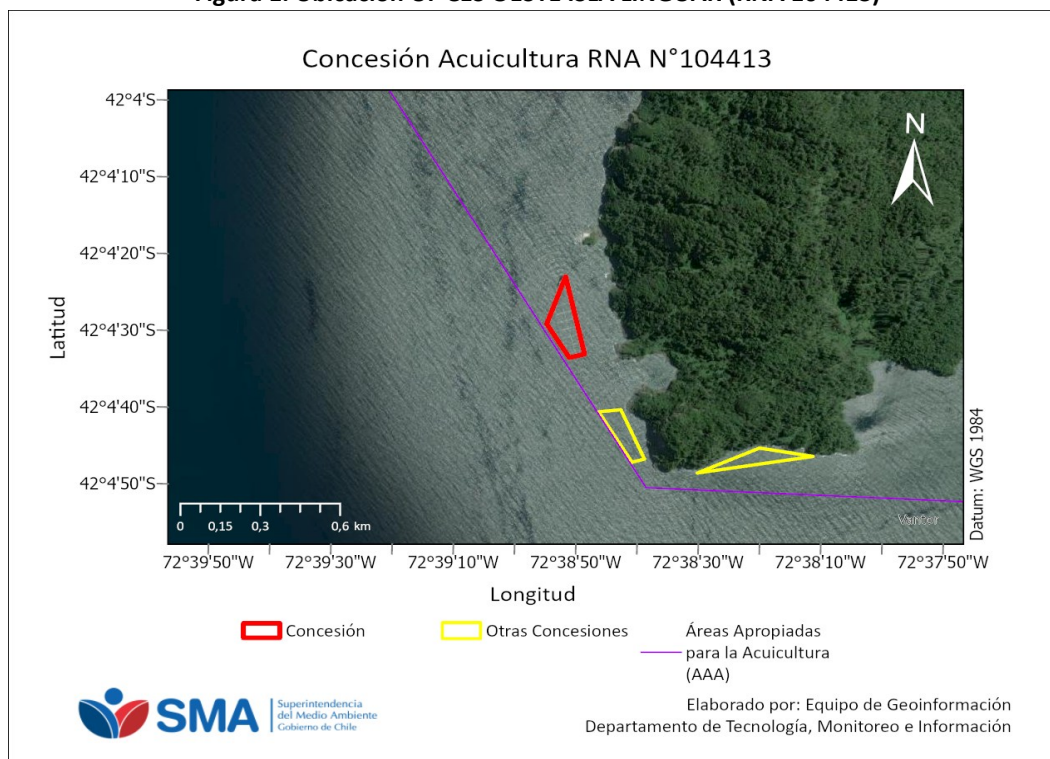 Concesión Acuicultura RNA N°104413
42°4'S
42°4'10"S
42°4'20"S
42°4'30"S
42°4'40"S
42°4'50"S
Latitud
N
Datum: WGS 1984
0 0,15 0,3 0,6 km
Vantor
72°39'50"W 72°39'30"W 72°39'10"W 72°38'50"W 72°38'30"W 72°38'10"W 72°37'50"W
Longitud
Concesión
Otras Concesiones
Áreas Apropiadas
para la Acuicultura
(AAA)
SMA
Superintendencia
del Medio Ambiente
Gobierno de Chile
Elaborado por: Equipo de Geoinformación
Departamento de Tecnología, Monitoreo e Información